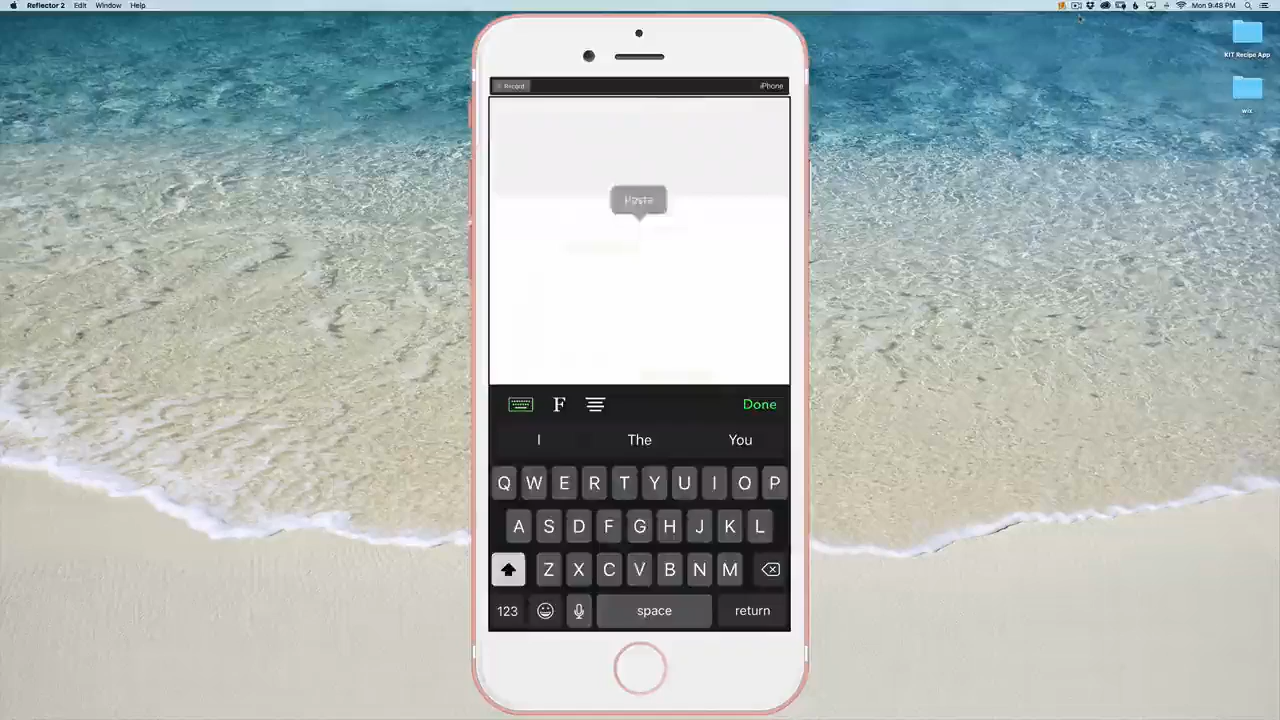 Reflector 2 Edit Window Help
Mon 9:48 PM
KIT Recipe App
wix
Record
iPhone
Paste
F
Done
I The You
Q W E R T Y U I O P
A S D F G H J K L
Z X C V B N M
123 space return